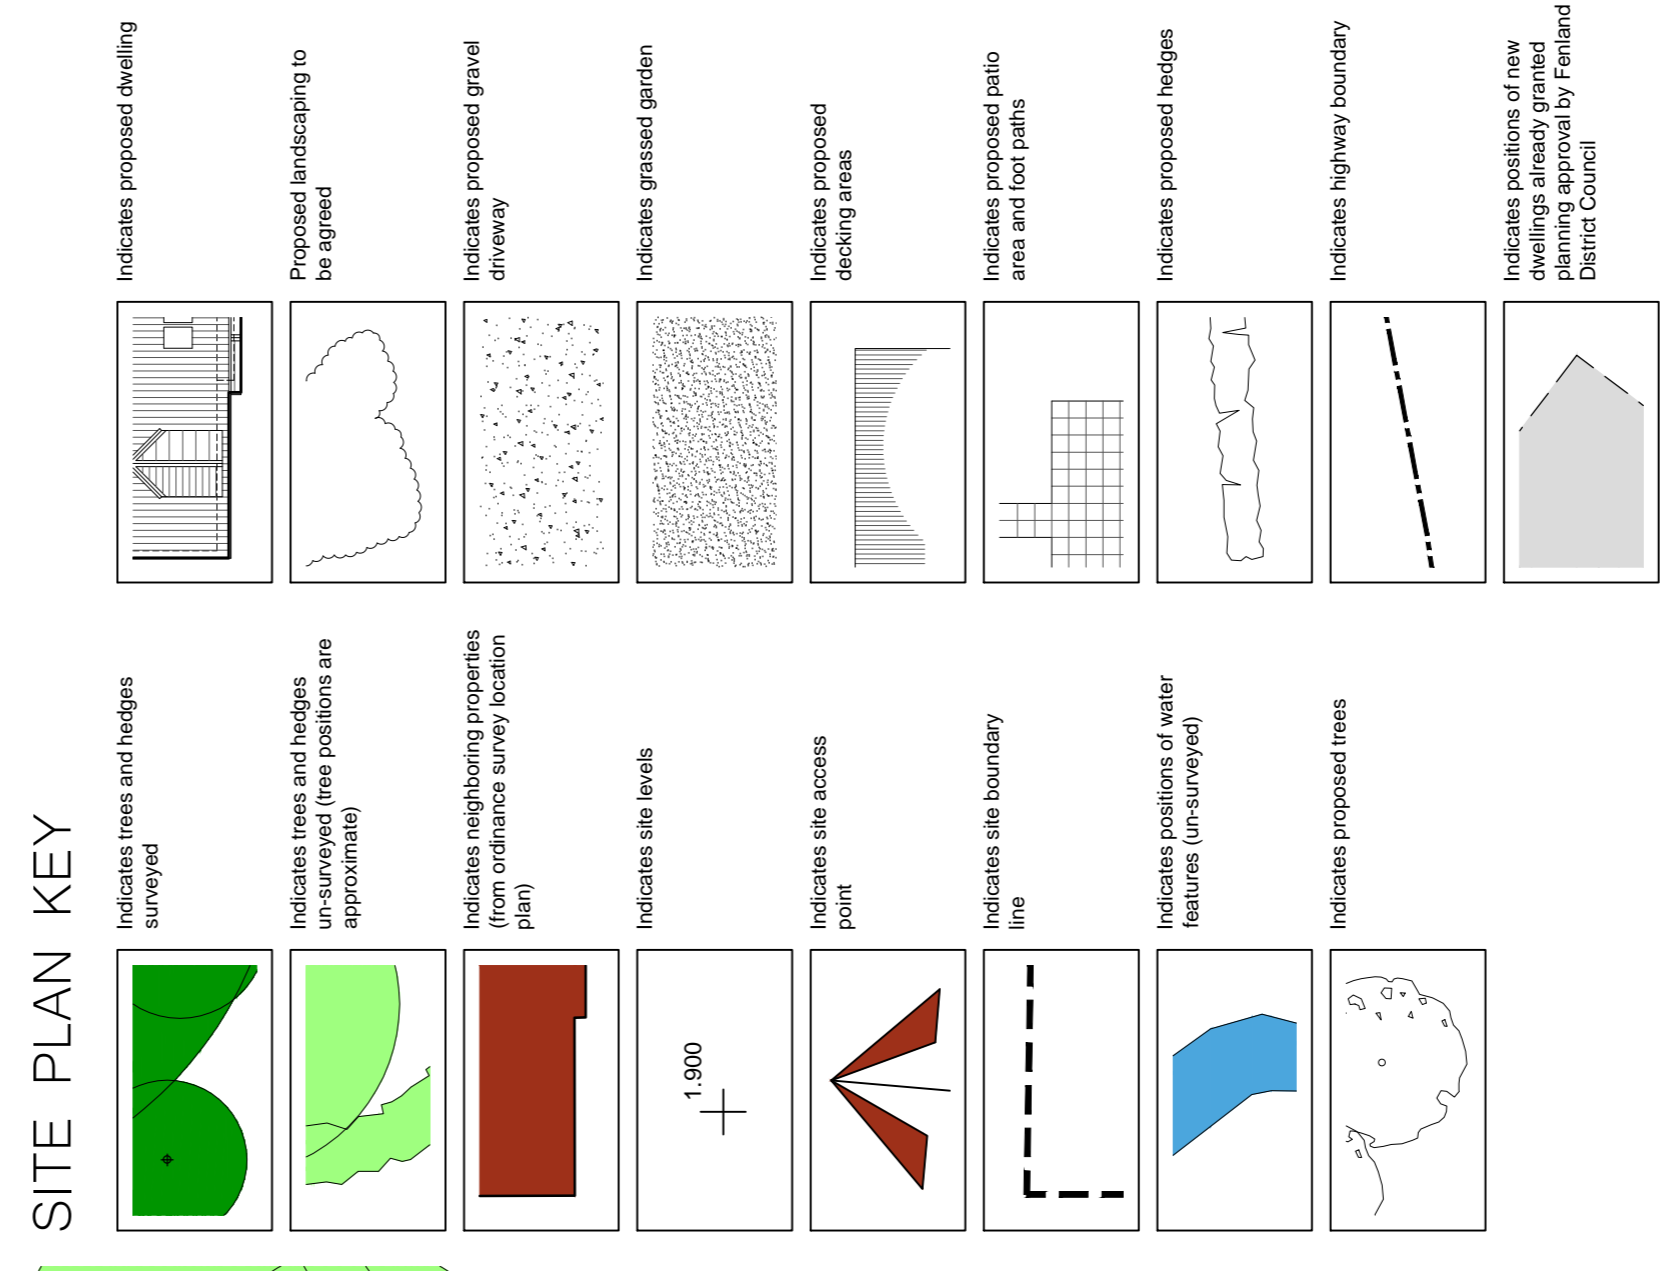 SITE PLAN KEY
Indicates trees and hedges
surveyed
Indicates trees and hedges
un-surveyed (tree positions are
approximate)
Indicates neighboring properties
(from ordinance survey location
plan)
1.900
Indicates site levels
Indicates site access
point
Indicates site boundary
line
Indicates positions of water
features (un-surveyed)
Indicates proposed trees
Indicates proposed dwelling
Proposed landscaping to
be agreed
Indicates proposed gravel
driveway
Indicates grassed garden
Indicates proposed
decking areas
Indicates proposed patio
area and foot paths
Indicates proposed hedges
Indicates highway boundary
Indicates positions of new
dwellings already granted
planning approval by Fenland
District Council